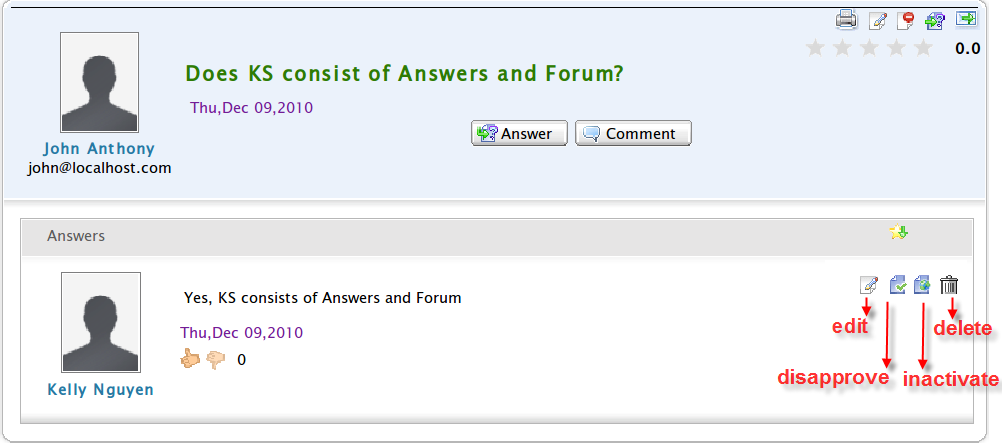 0.0
Does KS consist of Answers and Forum?
Thu,Dec 09,2010
Answer
Comment
John Anthony
john@localhost.com
Answers
Yes, KS consists of Answers and Forum
Thu,Dec 09,2010
0
Kelly Nguyen
edit
delete
disapprove
inactivate